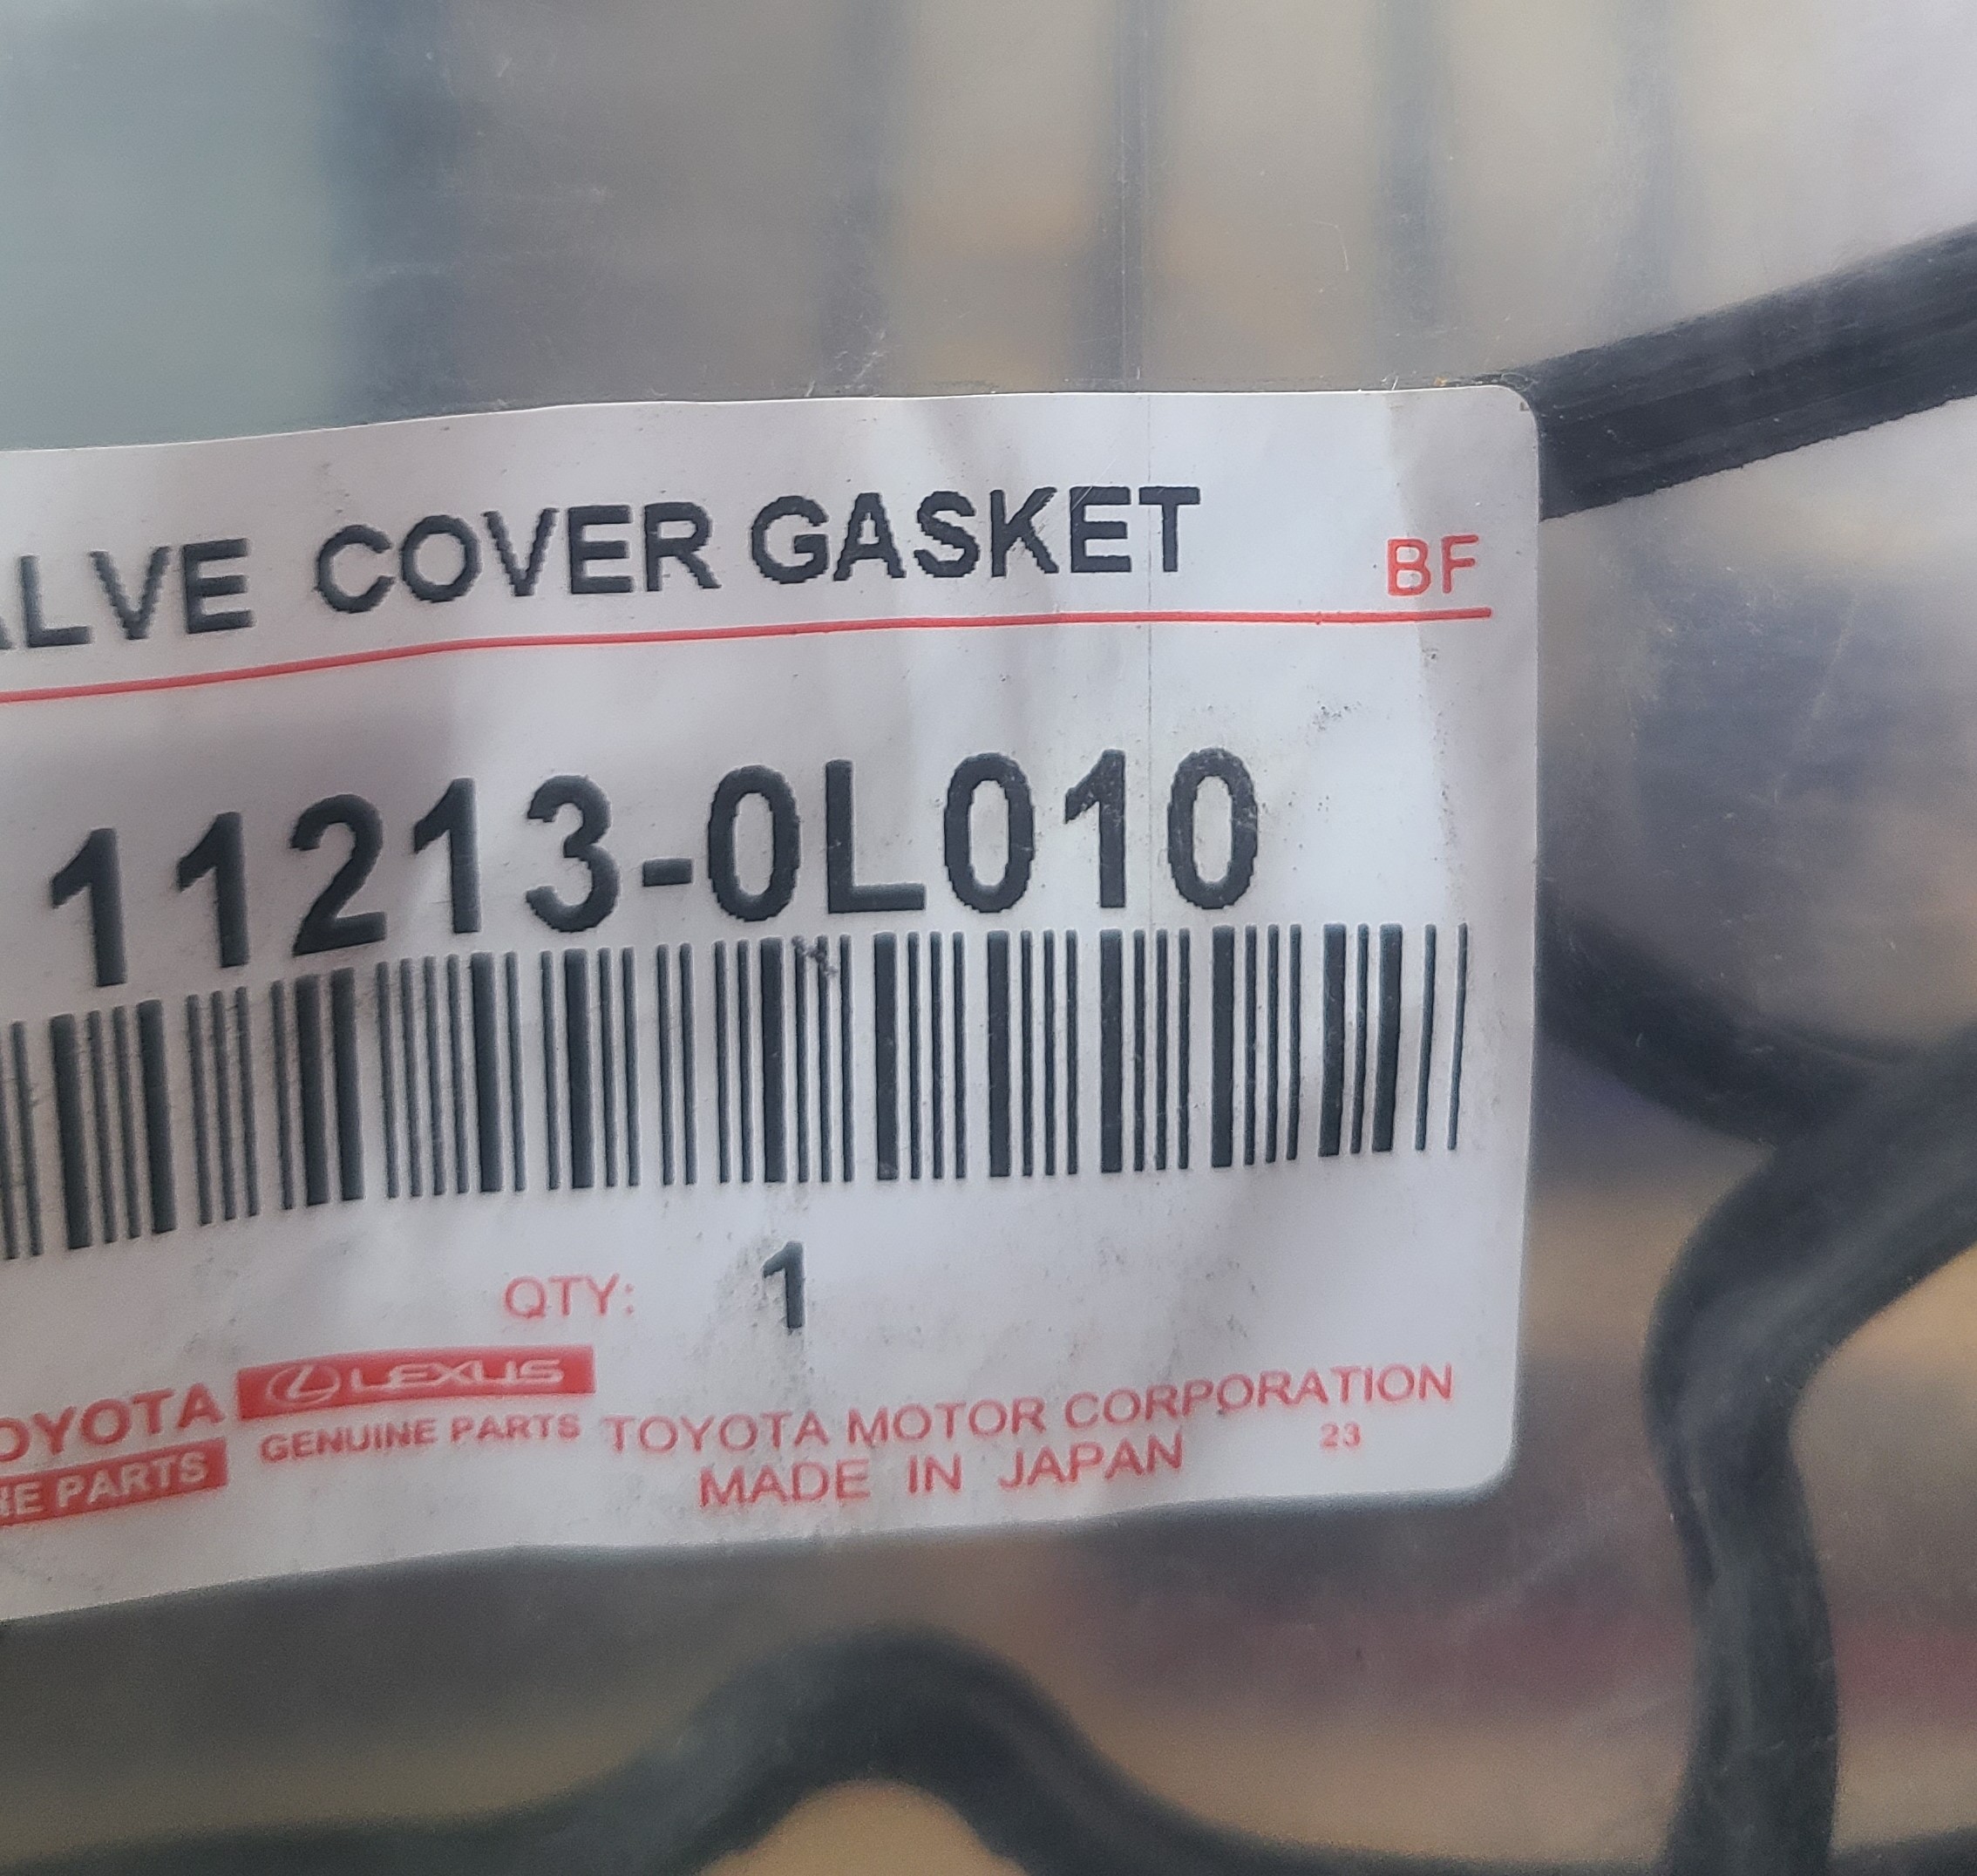 ALVE COVER GASKET
BF
11213-0L010
QTY: 1
OYOTA LEXUS
NE PARTS GENUINE PARTS
TOYOTA MOTOR CORPORATION
MADE IN JAPAN 23